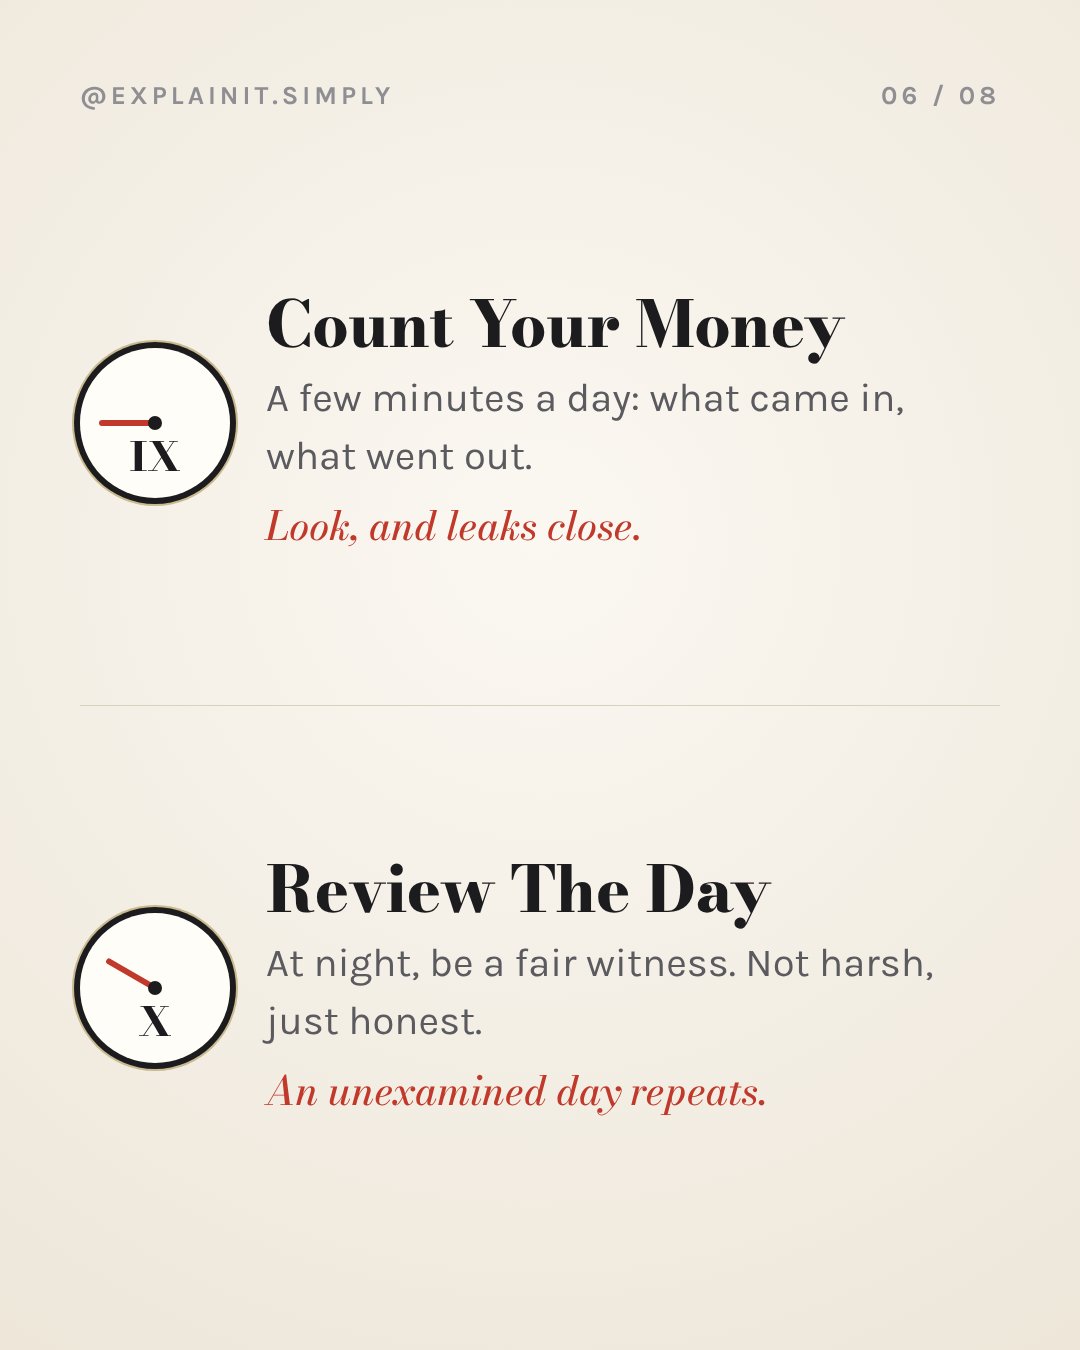 @EXPLAINIT.SIMPLY
06 / 08
Count Your Money
A few minutes a day: what came in,
what went out.
Look, and leaks close.
IX
Review The Day
At night, be a fair witness. Not harsh,
just honest.
An unexamined day repeats.
X